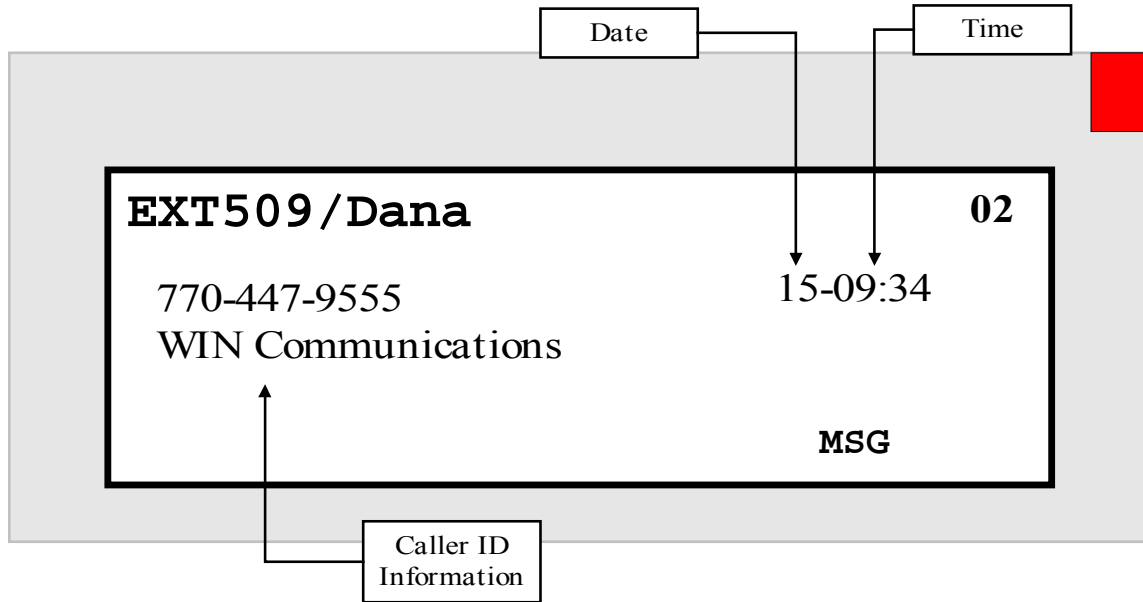 Date
Time
EXT509/Dana 02
770-447-9555 15-09:34
WIN Communications
MSG
Caller ID
Information